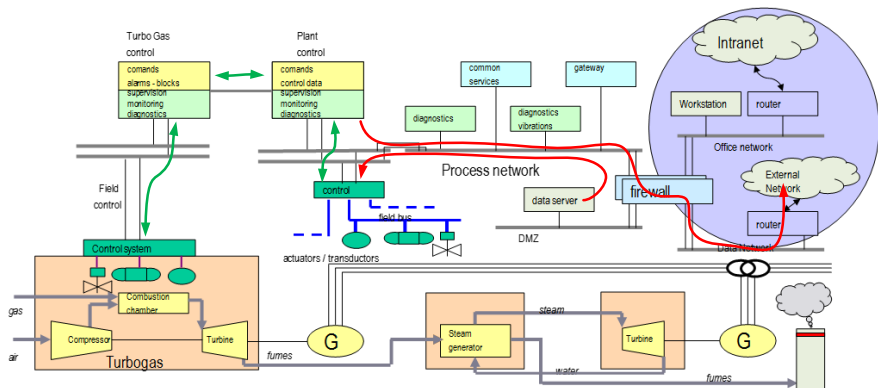 Turbo Gas
control
Plant
control
Intranet
comands
alarms - blocks
supervision
monitoring
diagnostics
comands
control data
supervision
monitoring
diagnostics
common
services
gateway
diagnostics
diagnostics
vibrations
Workstation
router
Office network
Process network
External
Network
Field
control
control
data server
firewall
field bus
router
DMZ
Data Network
Control system
actuators / transductors
gas
Combustion
chamber
air
Compressor
Turbine
Turbogas
G
fumes
Steam
generator
steam
water
Turbine
G
fumes